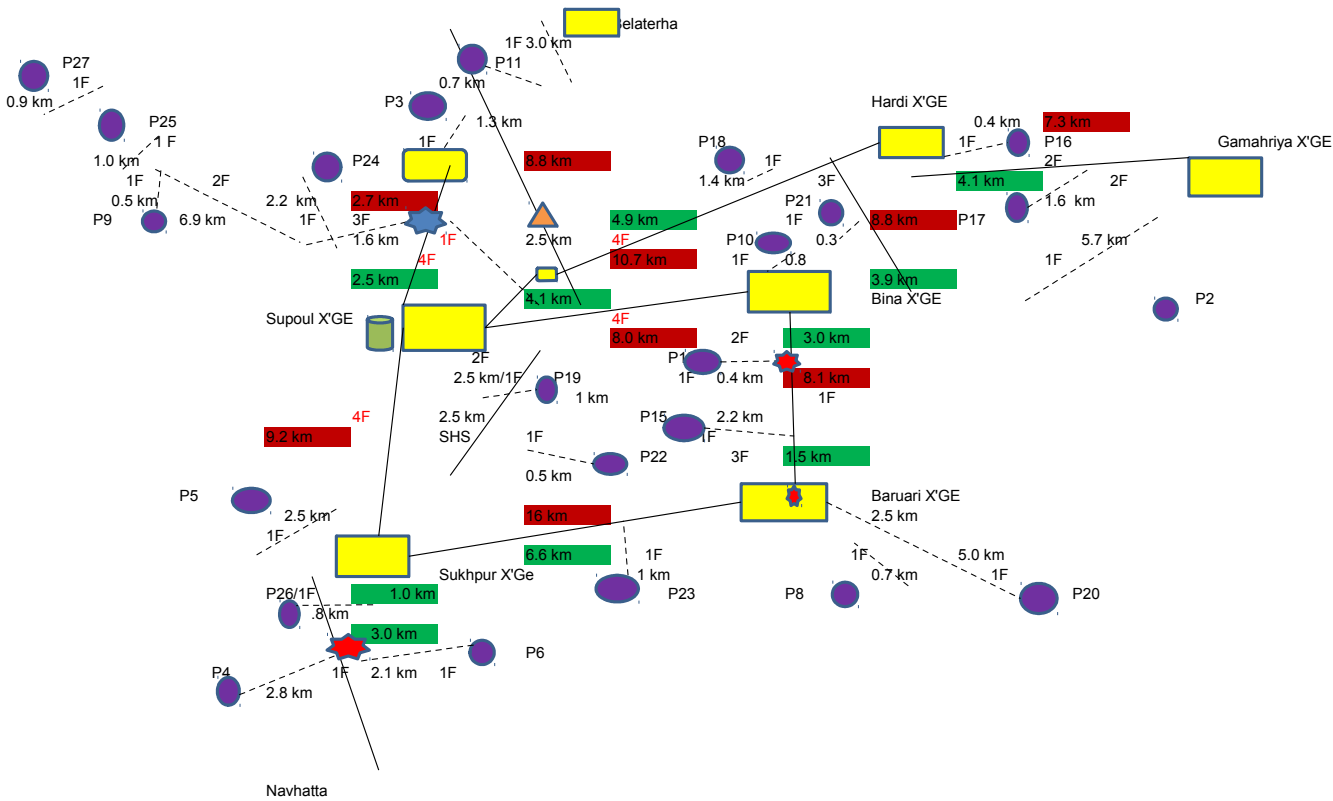 Belaterha
1F
3.0 km
P27
1F
P11
0.9 km
0.7 km
P3
Hardi X'GE
P25
1 F
1.3 km
0.4 km
7.3 km
1F
1F
P16
Gamahriya X'GE
P18
1.0 km
P24
8.8 km
1F
2F
1F
2F
1.4 km
3F
4.1 km
2F
0.5 km
2.2 km
2.7 km
P21
1.6 km
P9
6.9 km
1F
3F
4.9 km
1F
8.8 km
P17
1.6 km
1F
2.5 km
4F
P10
0.3
5.7 km
4F
10.7 km
1F
0.8
1F
2.5 km
3.9 km
4.1 km
Bina X'GE
P2
Supoul X'GE
4F
8.0 km
2F
3.0 km
2F
P1
2.5 km/1F
P19
1F
0.4 km
8.1 km
1 km
1F
4F
2.5 km
P15
2.2 km
9.2 km
SHS
1F
1F
P22
3F
1.5 km
0.5 km
P5
Baruari X'GE
2.5 km
16 km
2.5 km
1F
6.6 km
1F
1F
5.0 km
Sukhpur X'Ge
1 km
0.7 km
1F
P26/1F
1.0 km
P23
P8
P20
.8 km
3.0 km
P4
1F
2.1 km
1F
P6
2.8 km
Navhatta